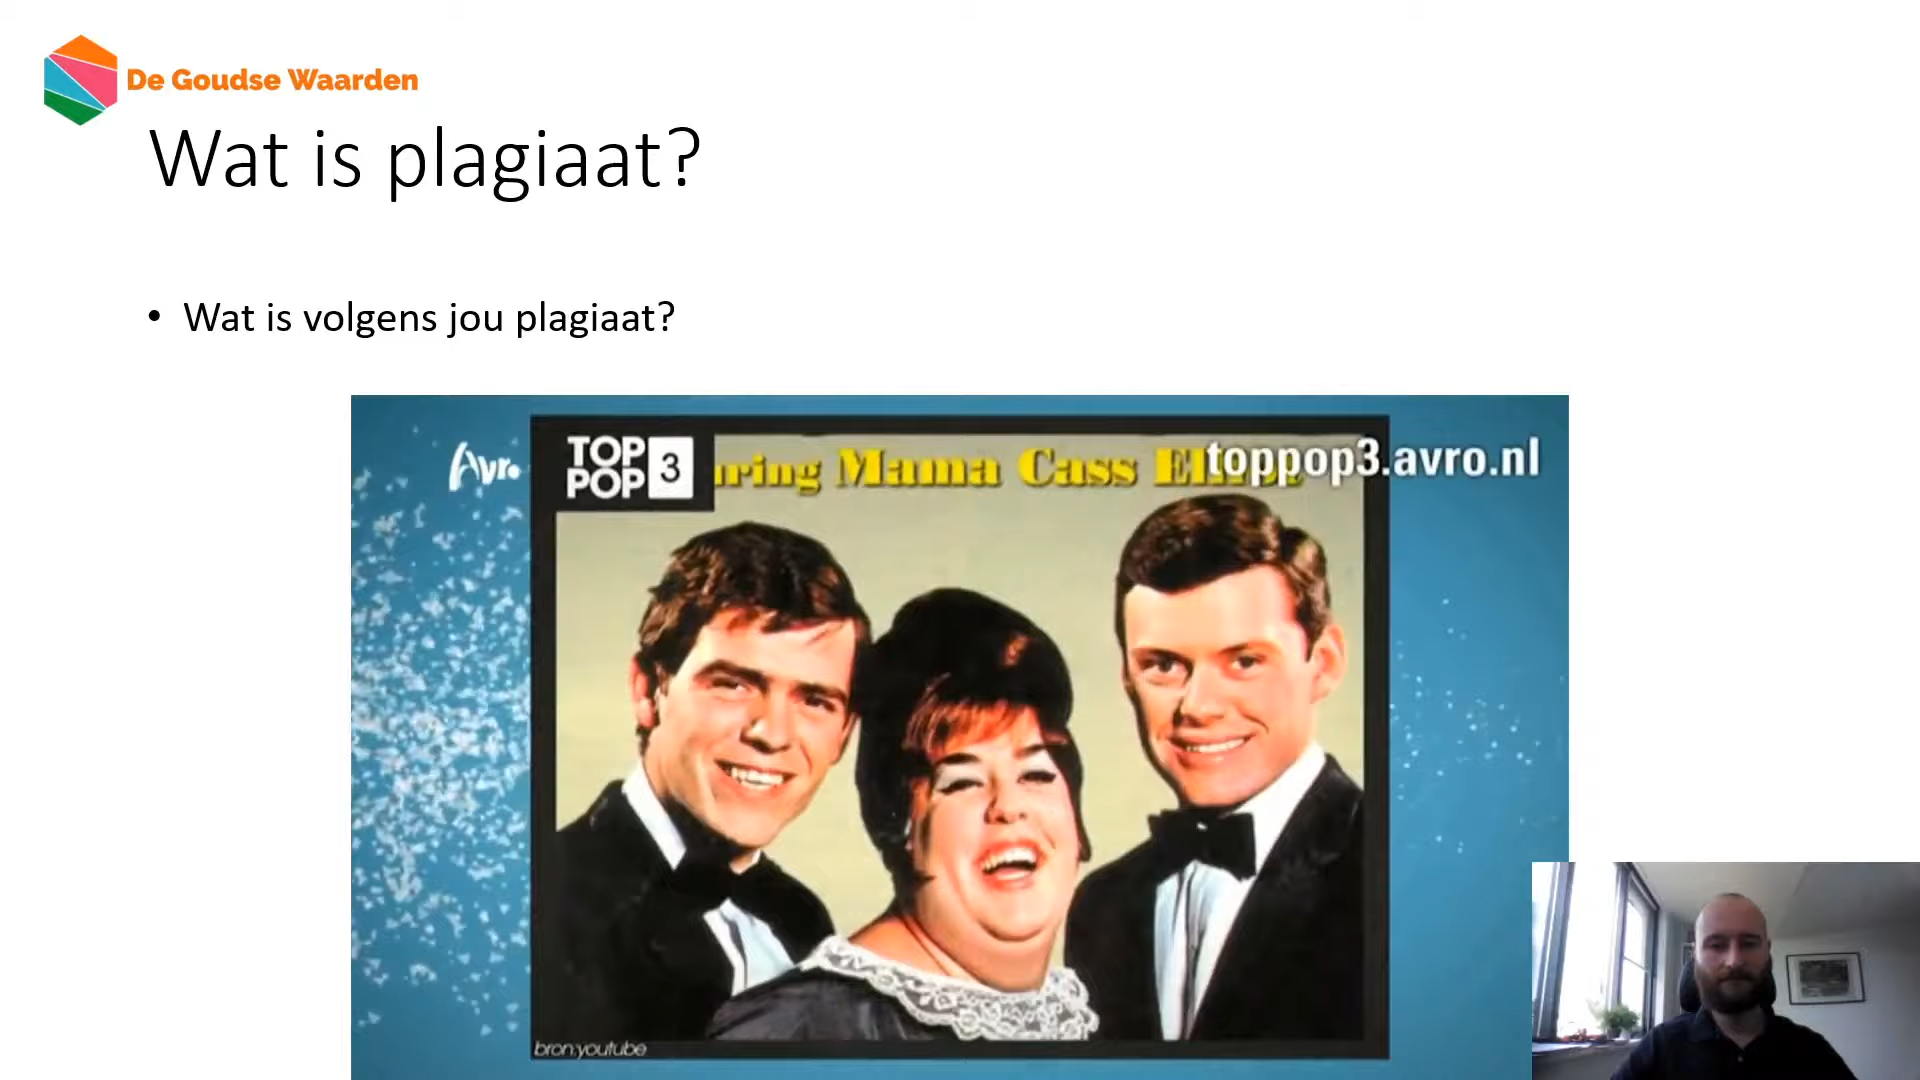 De Goudse Waarden
Wat is plagiaat?
• Wat is volgens jou plagiaat?
Avro
TOP
POP 3
uring Mama Cass
toppop3.avro.nl
bron:youtube